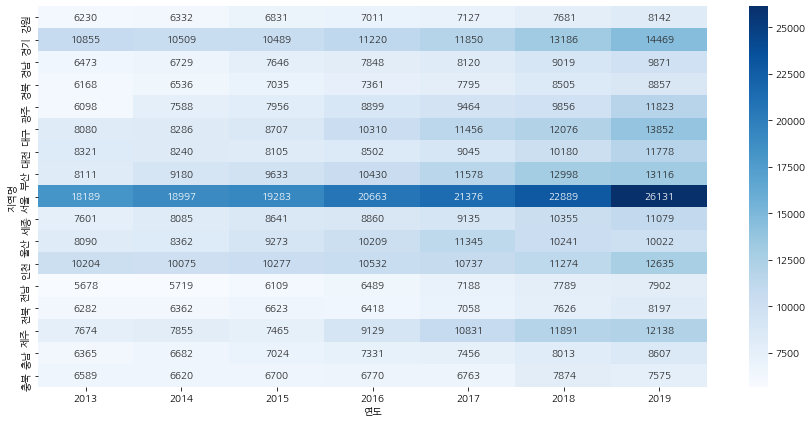 지역명
강원 6230 6332 6831 7011 7127 7681 8142
경기 10855 10509 10489 11220 11850 13186 14469
경남 6473 6729 7646 7848 8120 9019 9871
경북 6168 6536 7035 7361 7795 8505 8857
광주 6098 7588 7956 8899 9464 9856 11823
대구 8080 8286 8707 10310 11456 12076 13852
대전 8321 8240 8105 8502 9045 10180 11778
부산 8111 9180 9633 10430 11578 12998 13116
서울 18189 18997 19283 20663 21376 22889 26131
세종 7601 8085 8641 8860 9135 10355 11079
울산 8090 8362 9273 10209 11345 10241 10022
인천 10204 10075 10277 10532 10737 11274 12635
전남 5678 5719 6109 6489 7188 7789 7902
전북 6282 6362 6623 6418 7058 7626 8197
제주 7674 7855 7465 9129 10831 11891 12138
충남 6365 6682 7024 7331 7456 8013 8607
충북 6589 6620 6700 6770 6763 7874 7575
2013 2014 2015 2016 2017 2018 2019
연도
25000
22500
20000
17500
15000
12500
10000
7500